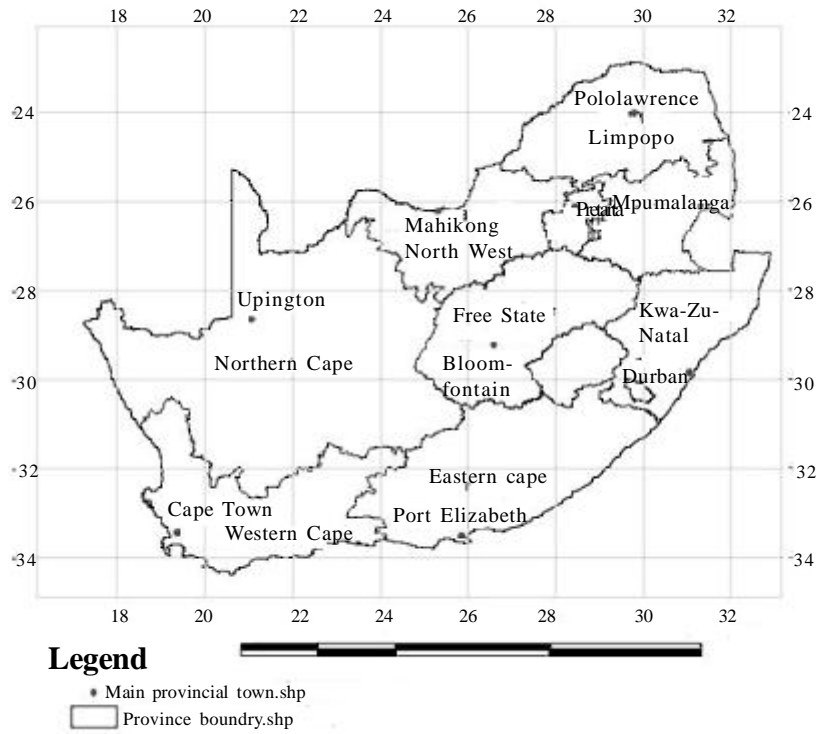 18 20 22 24 26 28 30 32
24 24
Pololawrence
Limpopo
26 26
Mpumalanga
Mahikong
North West
28 28
Upington
Free State
Kwa-Zu-
Natal
Northern Cape
Bloom-
fontain
30 30
Durban
32 32
Eastern cape
Cape Town
Port Elizabeth
Western Cape
34 34
18 20 22 24 26 28 30 32
Legend
Main provincial town.shp
Province boundry.shp